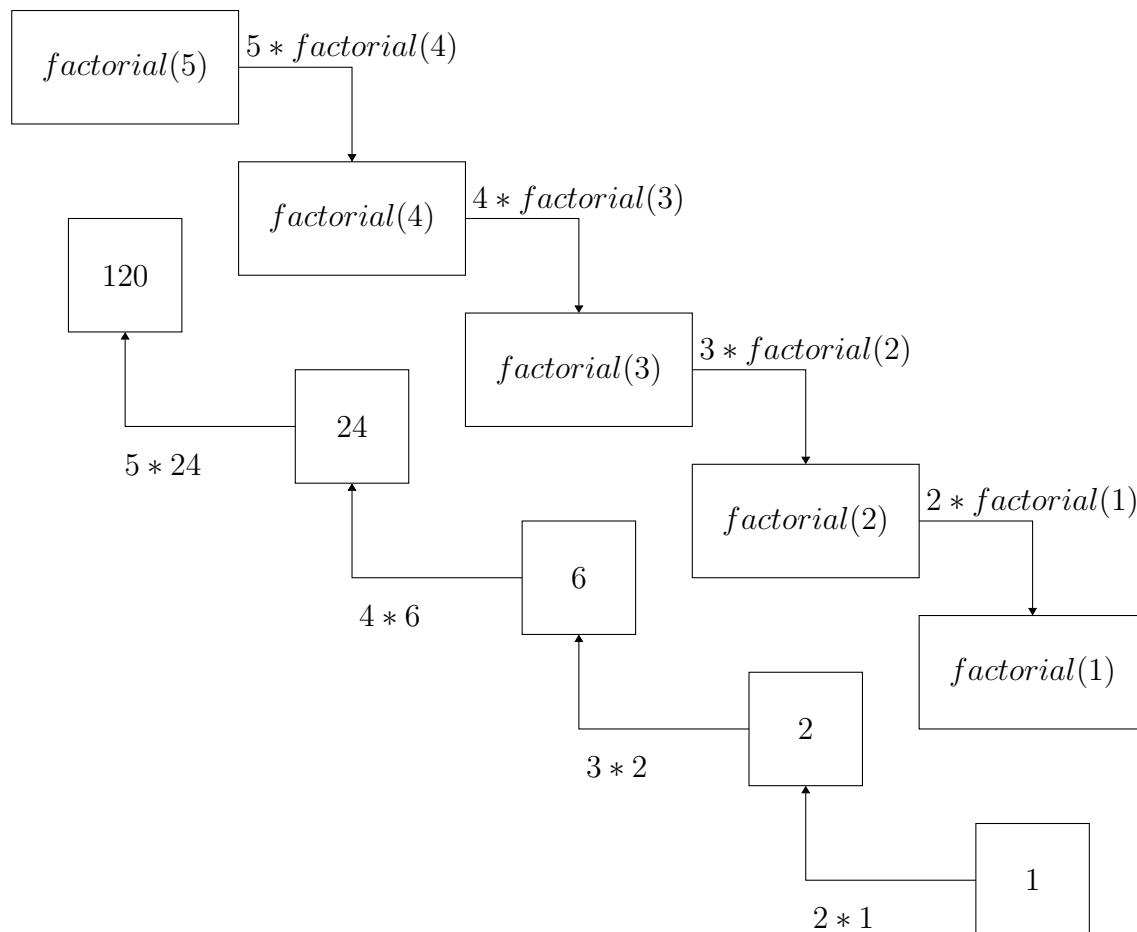 factorial(5)
5 * factorial(4)
factorial(4)
4 * factorial(3)
120
factorial(3)
3 * factorial(2)
24
5 * 24
factorial(2)
2 * factorial(1)
6
4 * 6
factorial(1)
2
3 * 2
1
2 * 1